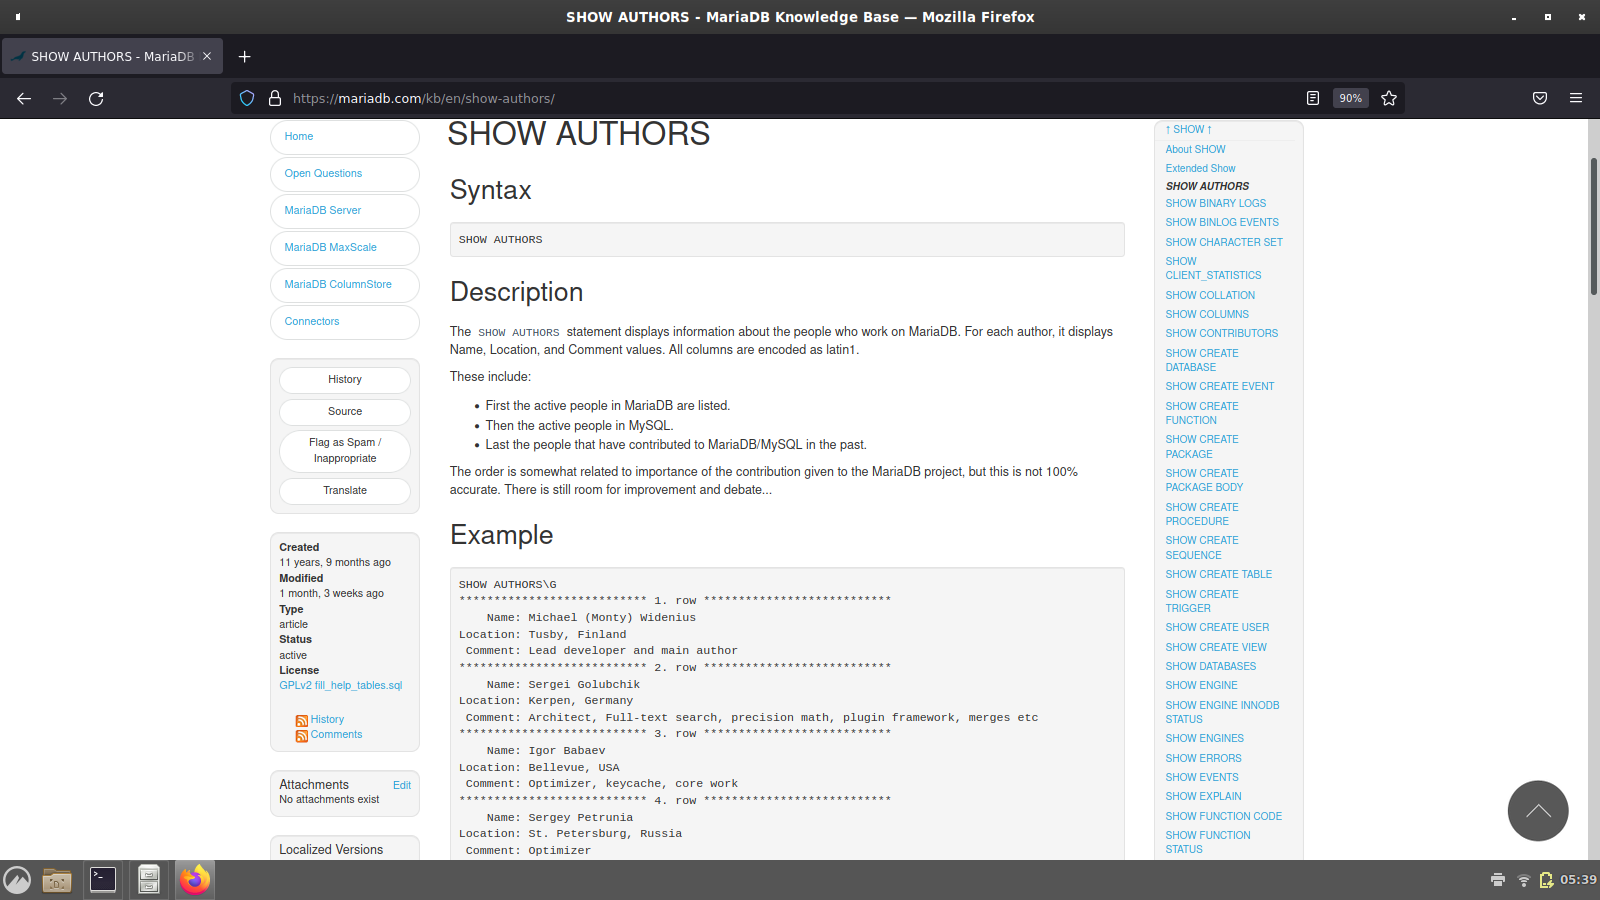 SHOW AUTHORS - MariaDB Knowledge Base — Mozilla Firefox
SHOW AUTHORS - MariaDB
https://mariadb.com/kb/en/show-authors/
90%
Home
Open Questions
MariaDB Server
MariaDB MaxScale
MariaDB ColumnStore
Connectors
History
Source
Flag as Spam /
Inappropriate
Translate
Created
11 years, 9 months ago
Modified
1 month, 3 weeks ago
Type
article
Status
active
License
GPLv2 fill_help_tables.sql
History
Comments
Attachments Edit
No attachments exist
Localized Versions
SHOW AUTHORS
Syntax
SHOW AUTHORS
Description
The SHOW AUTHORS statement displays information about the people who work on MariaDB. For each author, it displays
Name, Location, and Comment values. All columns are encoded as latin1.
These include:
• First the active people in MariaDB are listed.
• Then the active people in MySQL.
• Last the people that have contributed to MariaDB/MySQL in the past.
The order is somewhat related to importance of the contribution given to the MariaDB project, but this is not 100%
accurate. There is still room for improvement and debate...
Example
SHOW AUTHORS\G
*************************** 1. row ***************************
Name: Michael (Monty) Widenius
Location: Tusby, Finland
Comment: Lead developer and main author
*************************** 2. row ***************************
Name: Sergei Golubchik
Location: Kerpen, Germany
Comment: Architect, Full-text search, precision math, plugin framework, merges etc
*************************** 3. row ***************************
Name: Igor Babaev
Location: Bellevue, USA
Comment: Optimizer, keycache, core work
*************************** 4. row ***************************
Name: Sergey Petrunia
Location: St. Petersburg, Russia
Comment: Optimizer
↑ SHOW ↑
About SHOW
Extended Show
SHOW AUTHORS
SHOW BINARY LOGS
SHOW BINLOG EVENTS
SHOW CHARACTER SET
SHOW
CLIENT_STATISTICS
SHOW COLLATION
SHOW COLUMNS
SHOW CONTRIBUTORS
SHOW CREATE
DATABASE
SHOW CREATE EVENT
SHOW CREATE
FUNCTION
SHOW CREATE
PACKAGE
SHOW CREATE
PACKAGE BODY
SHOW CREATE
PROCEDURE
SHOW CREATE
SEQUENCE
SHOW CREATE TABLE
SHOW CREATE
TRIGGER
SHOW CREATE USER
SHOW CREATE VIEW
SHOW DATABASES
SHOW ENGINE
SHOW ENGINE INNODB
STATUS
SHOW ENGINES
SHOW ERRORS
SHOW EVENTS
SHOW EXPLAIN
SHOW FUNCTION CODE
SHOW FUNCTION
STATUS
05:39